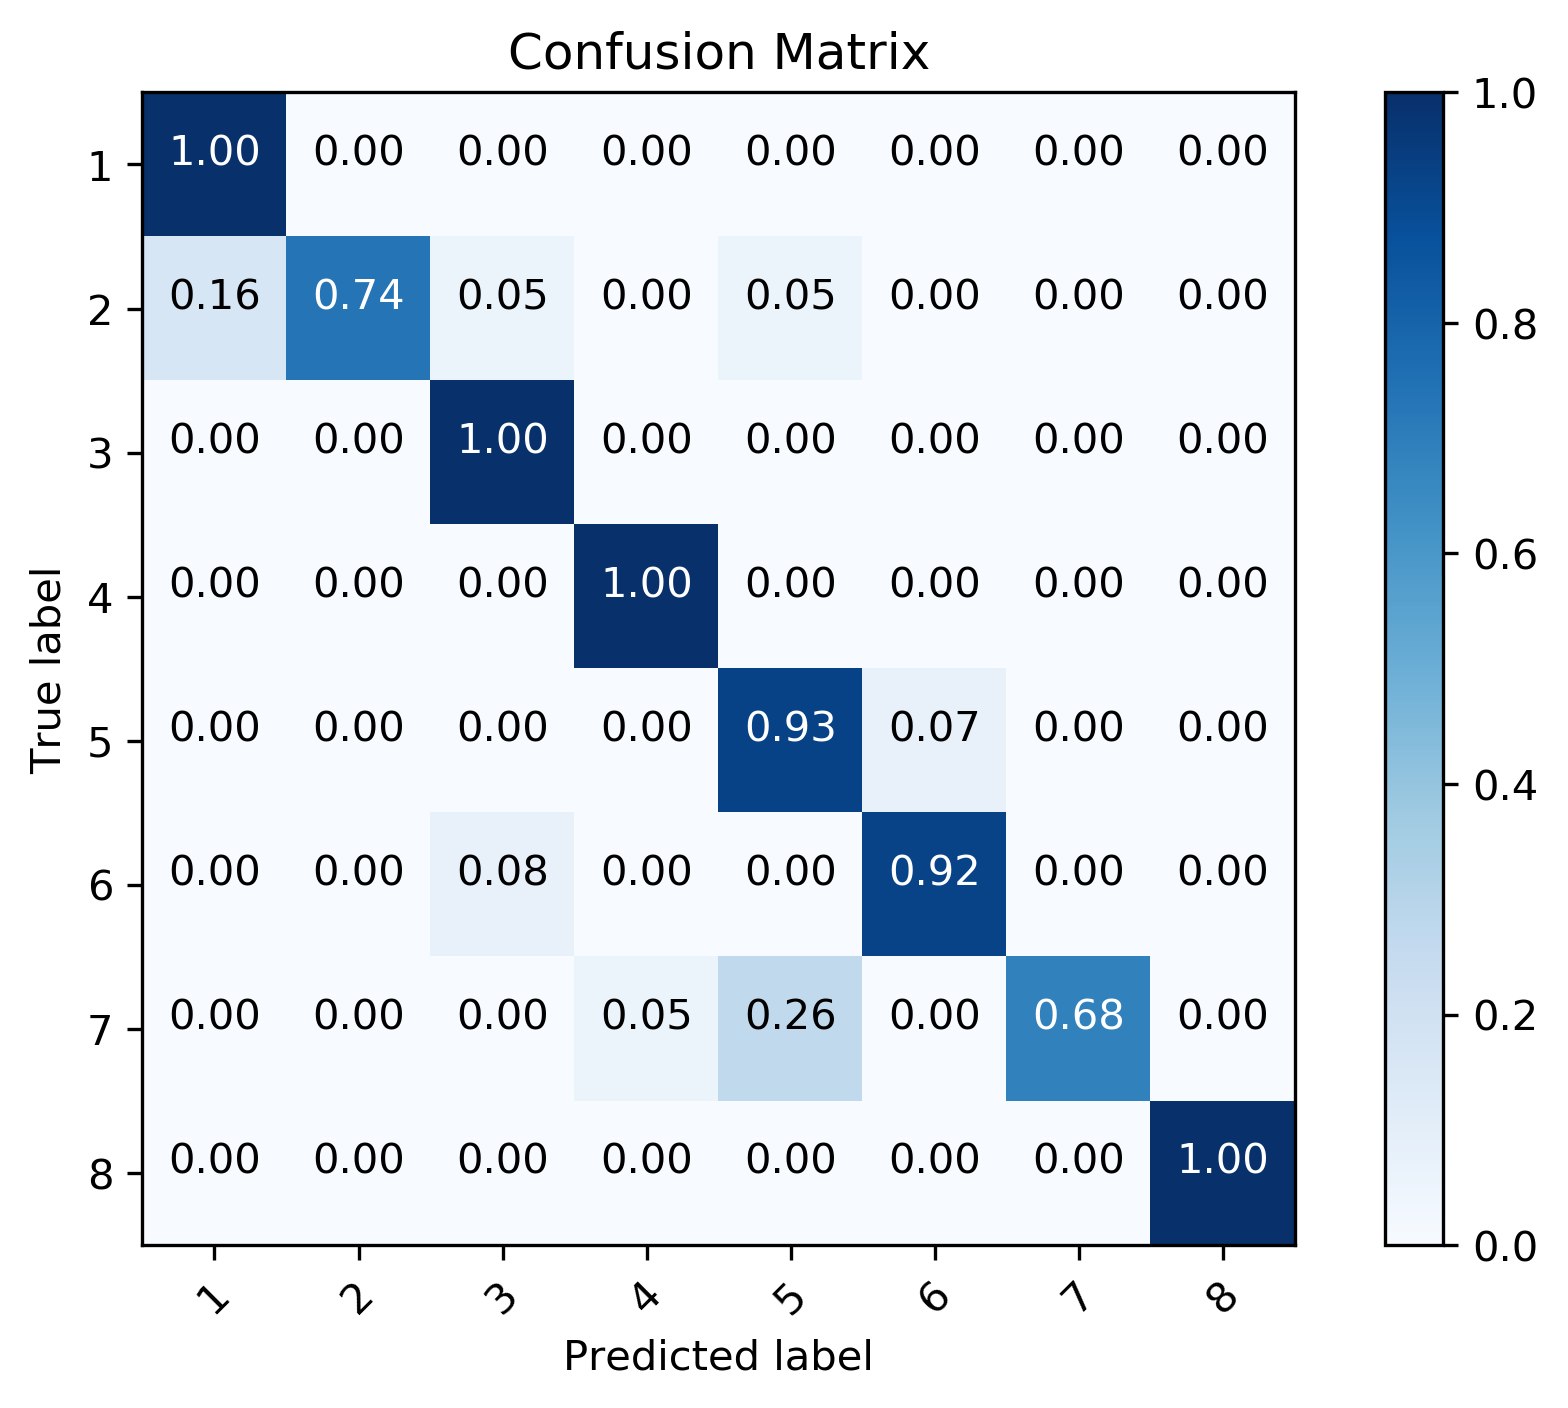 Confusion Matrix
1 1.00 0.00 0.00 0.00 0.00 0.00 0.00 0.00
2 0.16 0.74 0.05 0.00 0.05 0.00 0.00 0.00
3 0.00 0.00 1.00 0.00 0.00 0.00 0.00 0.00
4 0.00 0.00 0.00 1.00 0.00 0.00 0.00 0.00
5 0.00 0.00 0.00 0.00 0.93 0.07 0.00 0.00
6 0.00 0.00 0.08 0.00 0.00 0.92 0.00 0.00
7 0.00 0.00 0.00 0.05 0.26 0.00 0.68 0.00
8 0.00 0.00 0.00 0.00 0.00 0.00 0.00 1.00
True label
1 2 3 4 5 6 7 8
Predicted label
1.0
0.8
0.6
0.4
0.2
0.0